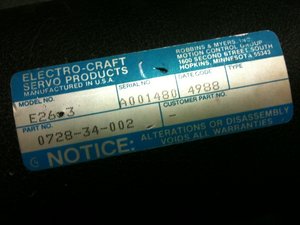 ELECTRO-CRAFT
SERVO PRODUCTS
MANUFACTURED IN U.S.A.
ROBBINS & MYERS, INC.
MOTION CONTROL GROUP
1600 SECOND STREET SOUTH
HOPKINS, MINNESOTA 55343
MODEL NO. SERIAL NO. DATE CODE TYPE
A001480 4988
PART NO. CUSTOMER PART NO.
0728-34-002 -
NOTICE: ALTERATIONS OR DISASSEMBLY
VOIDS ALL WARRANTIES